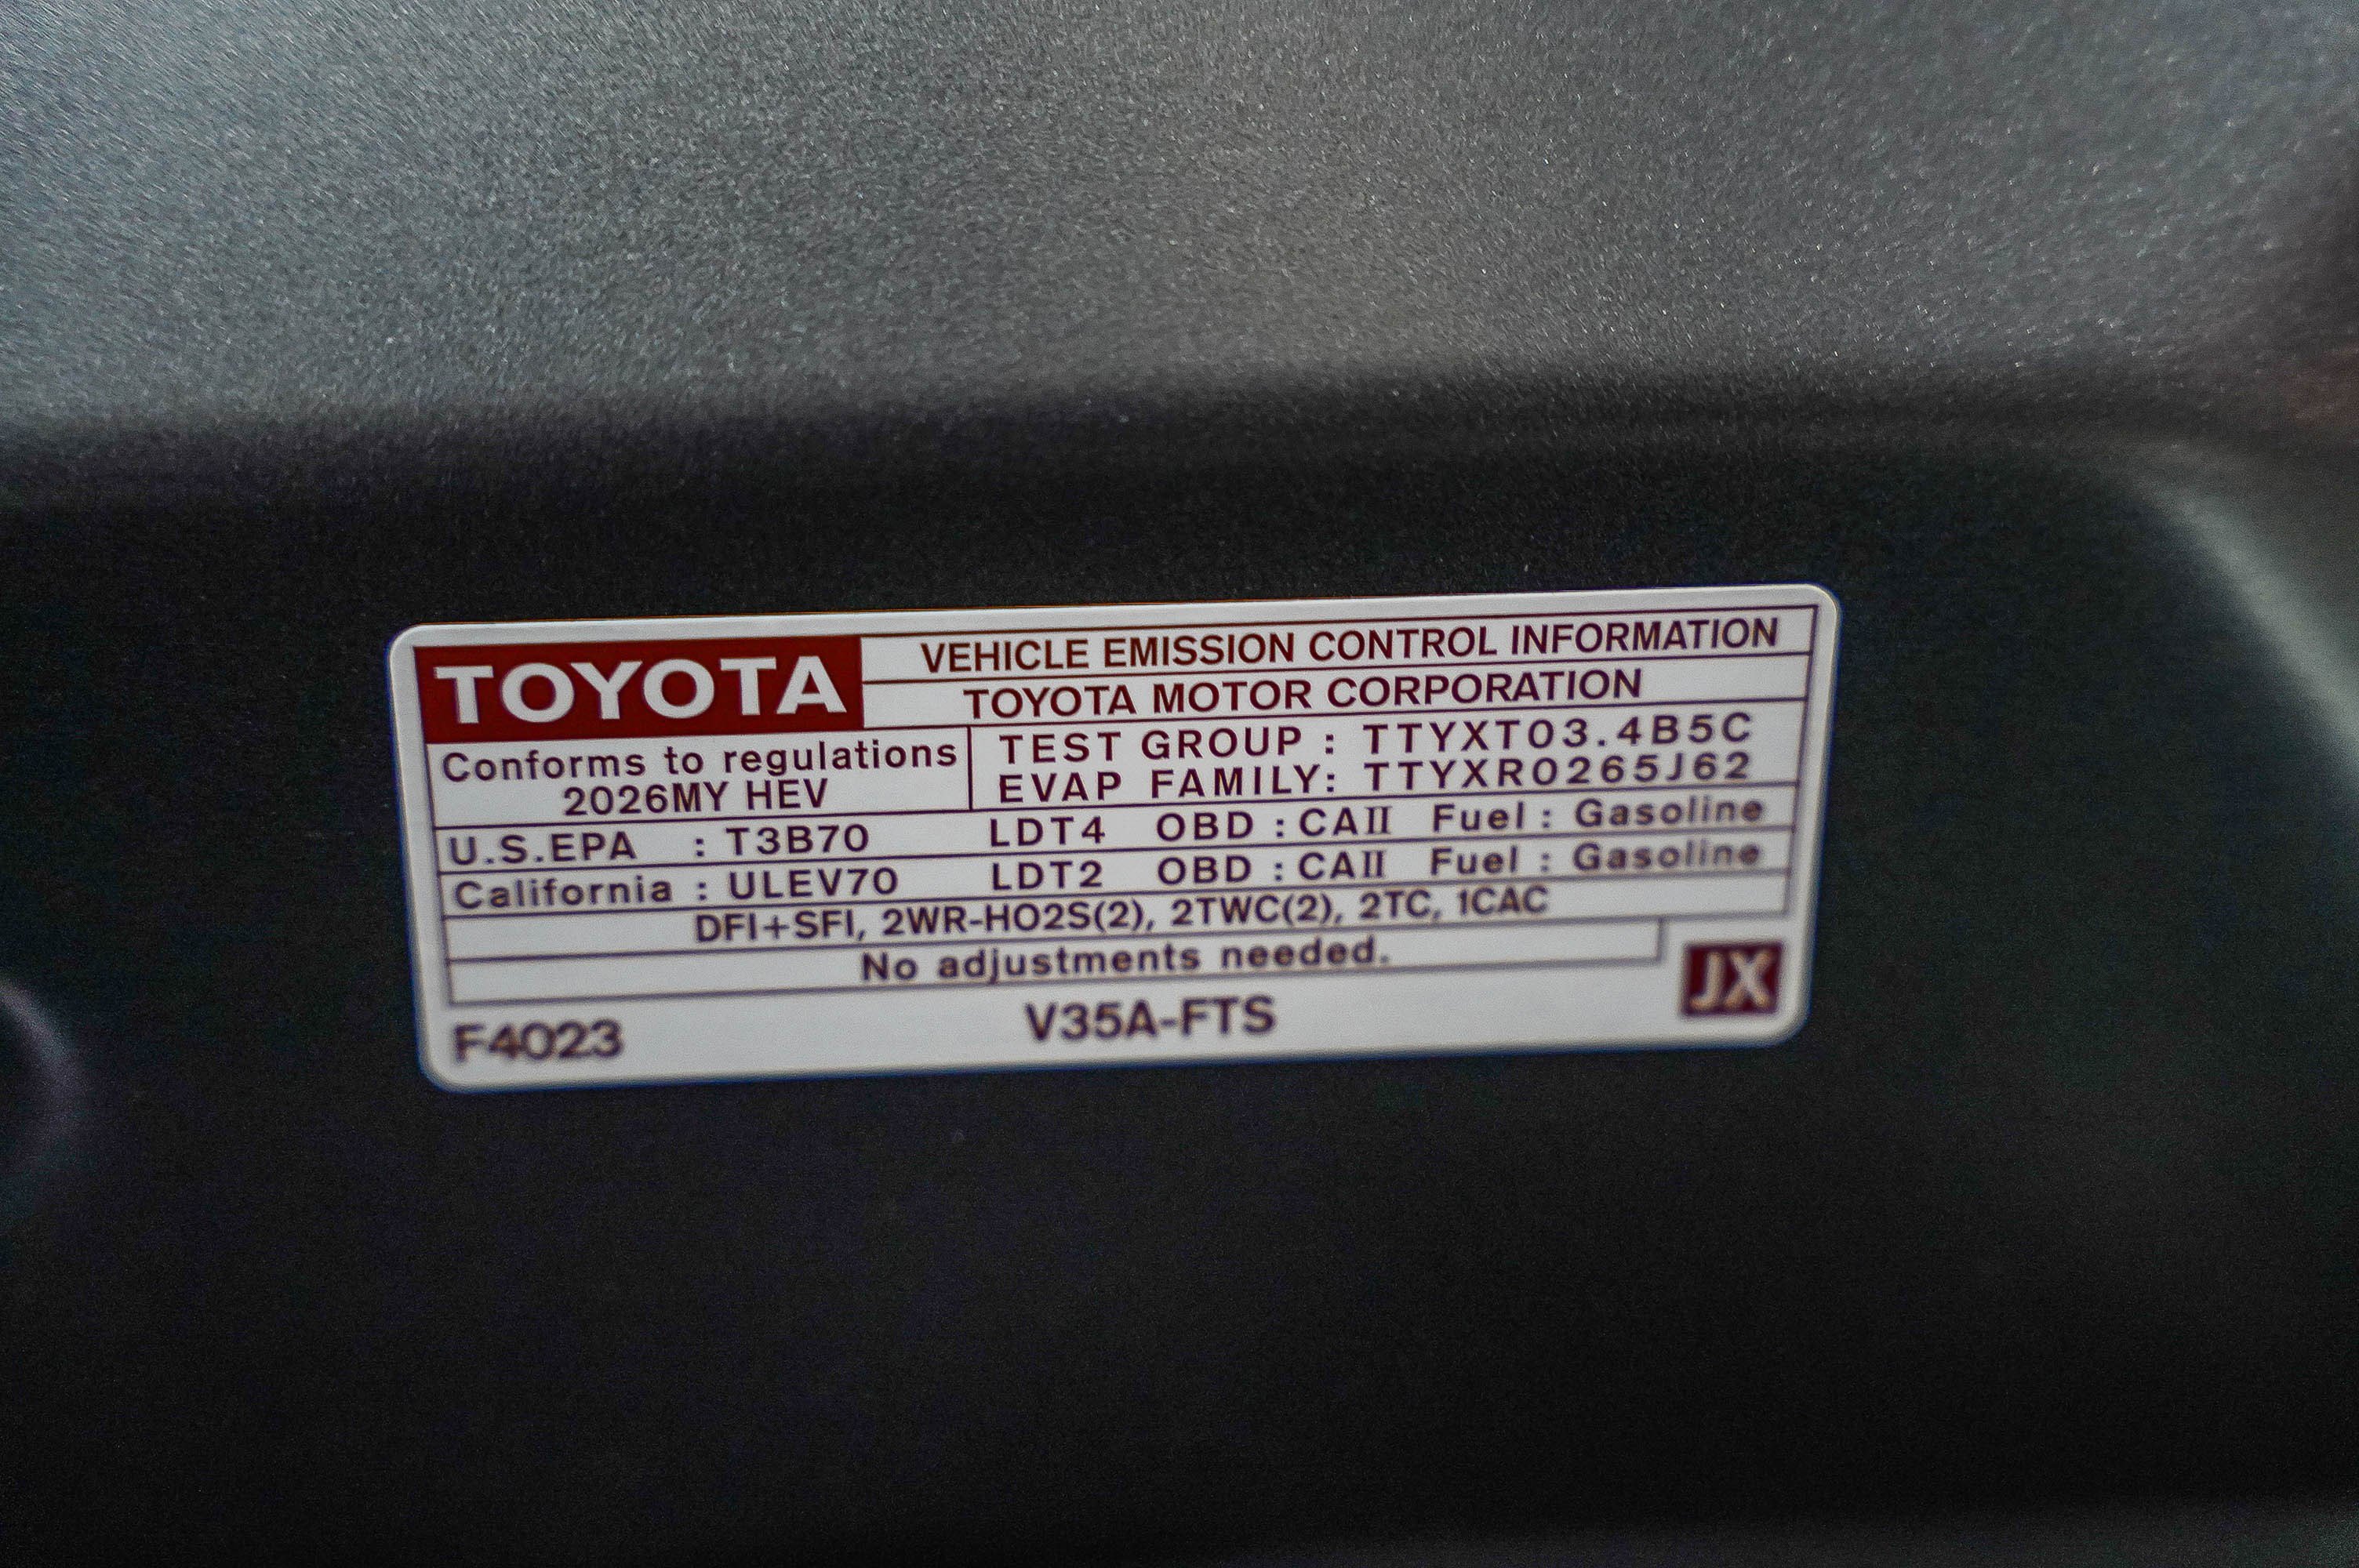 TOYOTA
VEHICLE EMISSION CONTROL INFORMATION
TOYOTA MOTOR CORPORATION
Conforms to regulations
2026MY HEV
TEST GROUP : TTYXT03.4B5C
EVAP FAMILY: TTYXR0265J62
U.S.EPA : T3B70 LDT4 OBD : CAII Fuel : Gasoline
California : ULEV70 LDT2 OBD : CAII Fuel : Gasoline
DFI+SFI, 2WR-HO2S(2), 2TWC(2), 2TC, 1CAC
No adjustments needed.
F4023
V35A-FTS
JX